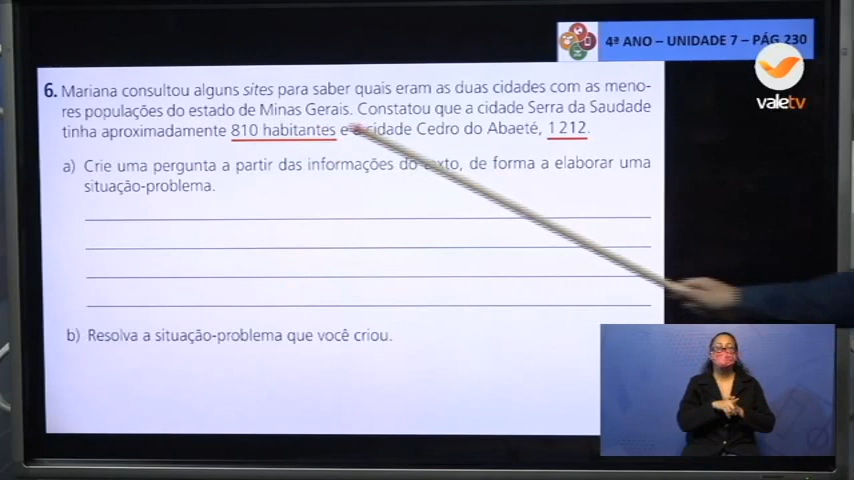 4ª ANO – UNIDADE 7 – PÁG 230
valetv
6. Mariana consultou alguns sites para saber quais eram as duas cidades com as meno-
res populações do estado de Minas Gerais. Constatou que a cidade Serra da Saudade
tinha aproximadamente 810 habitantes e a cidade Cedro do Abaeté, 1 212.
a) Crie uma pergunta a partir das informações do texto, de forma a elaborar uma
situação-problema.
b) Resolva a situação-problema que você criou.